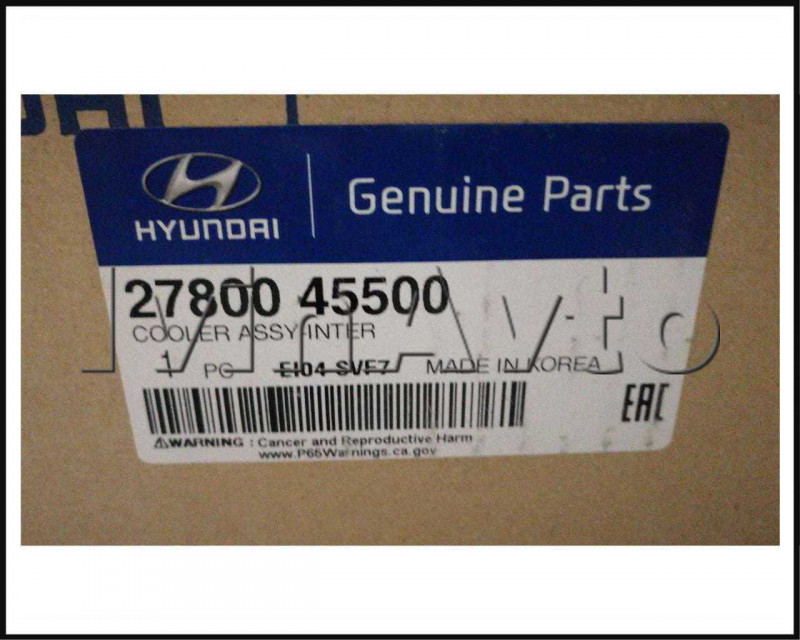 HYUNDAI
Genuine Parts
27800 45500
COOLER ASSY-INTER
1 PC EI04 SVF7 MADE IN KOREA
EAC
WARNING : Cancer and Reproductive Harm
www.P65Warnings.ca.gov